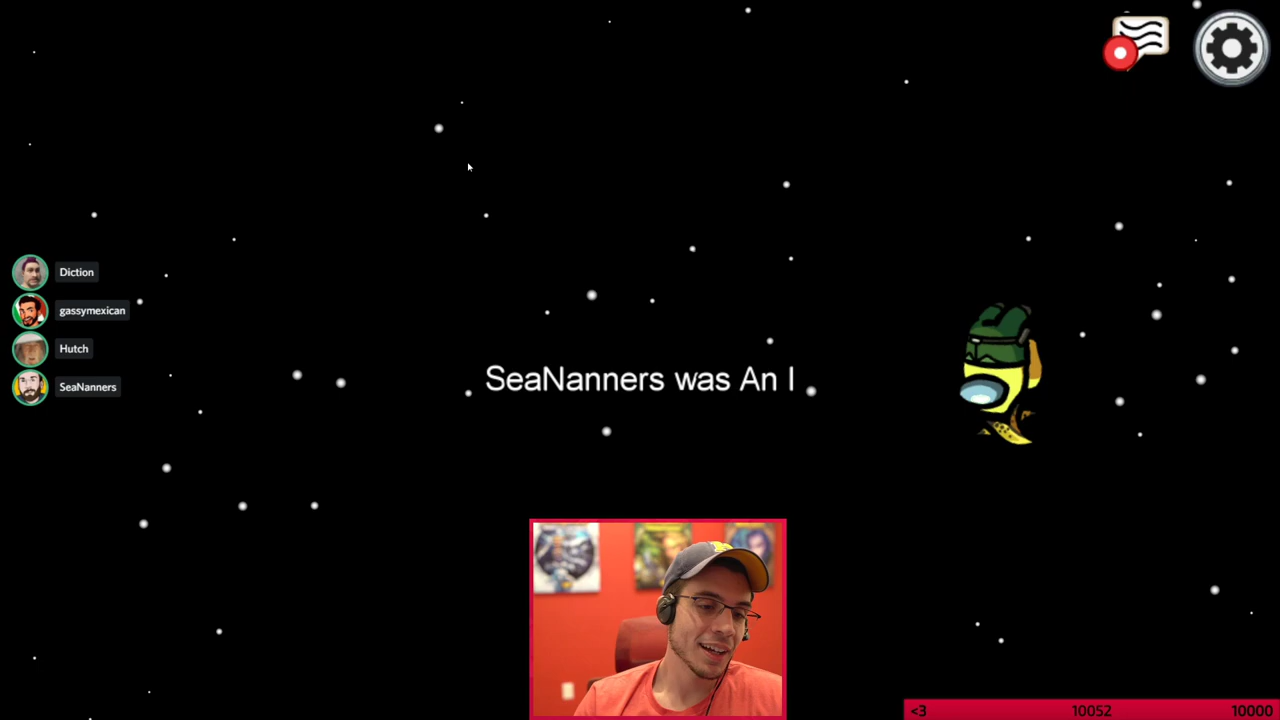 Diction
gassymexican
Hutch
SeaNanners
SeaNanners was An I
<3 10052 10000